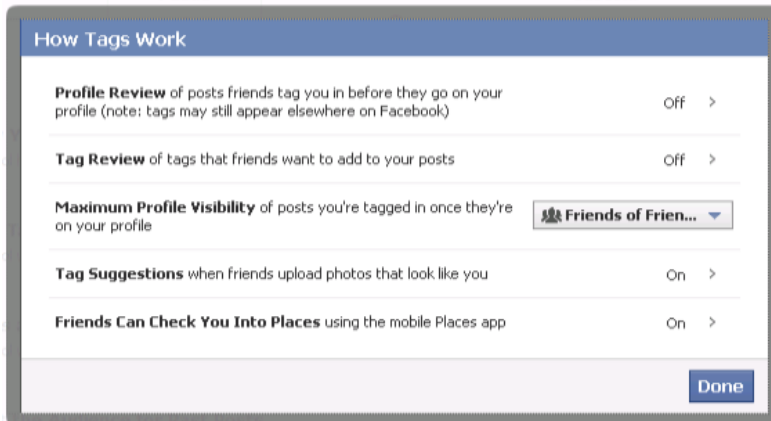 How Tags Work
Profile Review of posts friends tag you in before they go on your
profile (note: tags may still appear elsewhere on Facebook)
Off >
Tag Review of tags that friends want to add to your posts
Off >
Maximum Profile Visibility of posts you're tagged in once they're
on your profile
Friends of Frien...
Tag Suggestions when friends upload photos that look like you
On >
Friends Can Check You Into Places using the mobile Places app
On >
Done